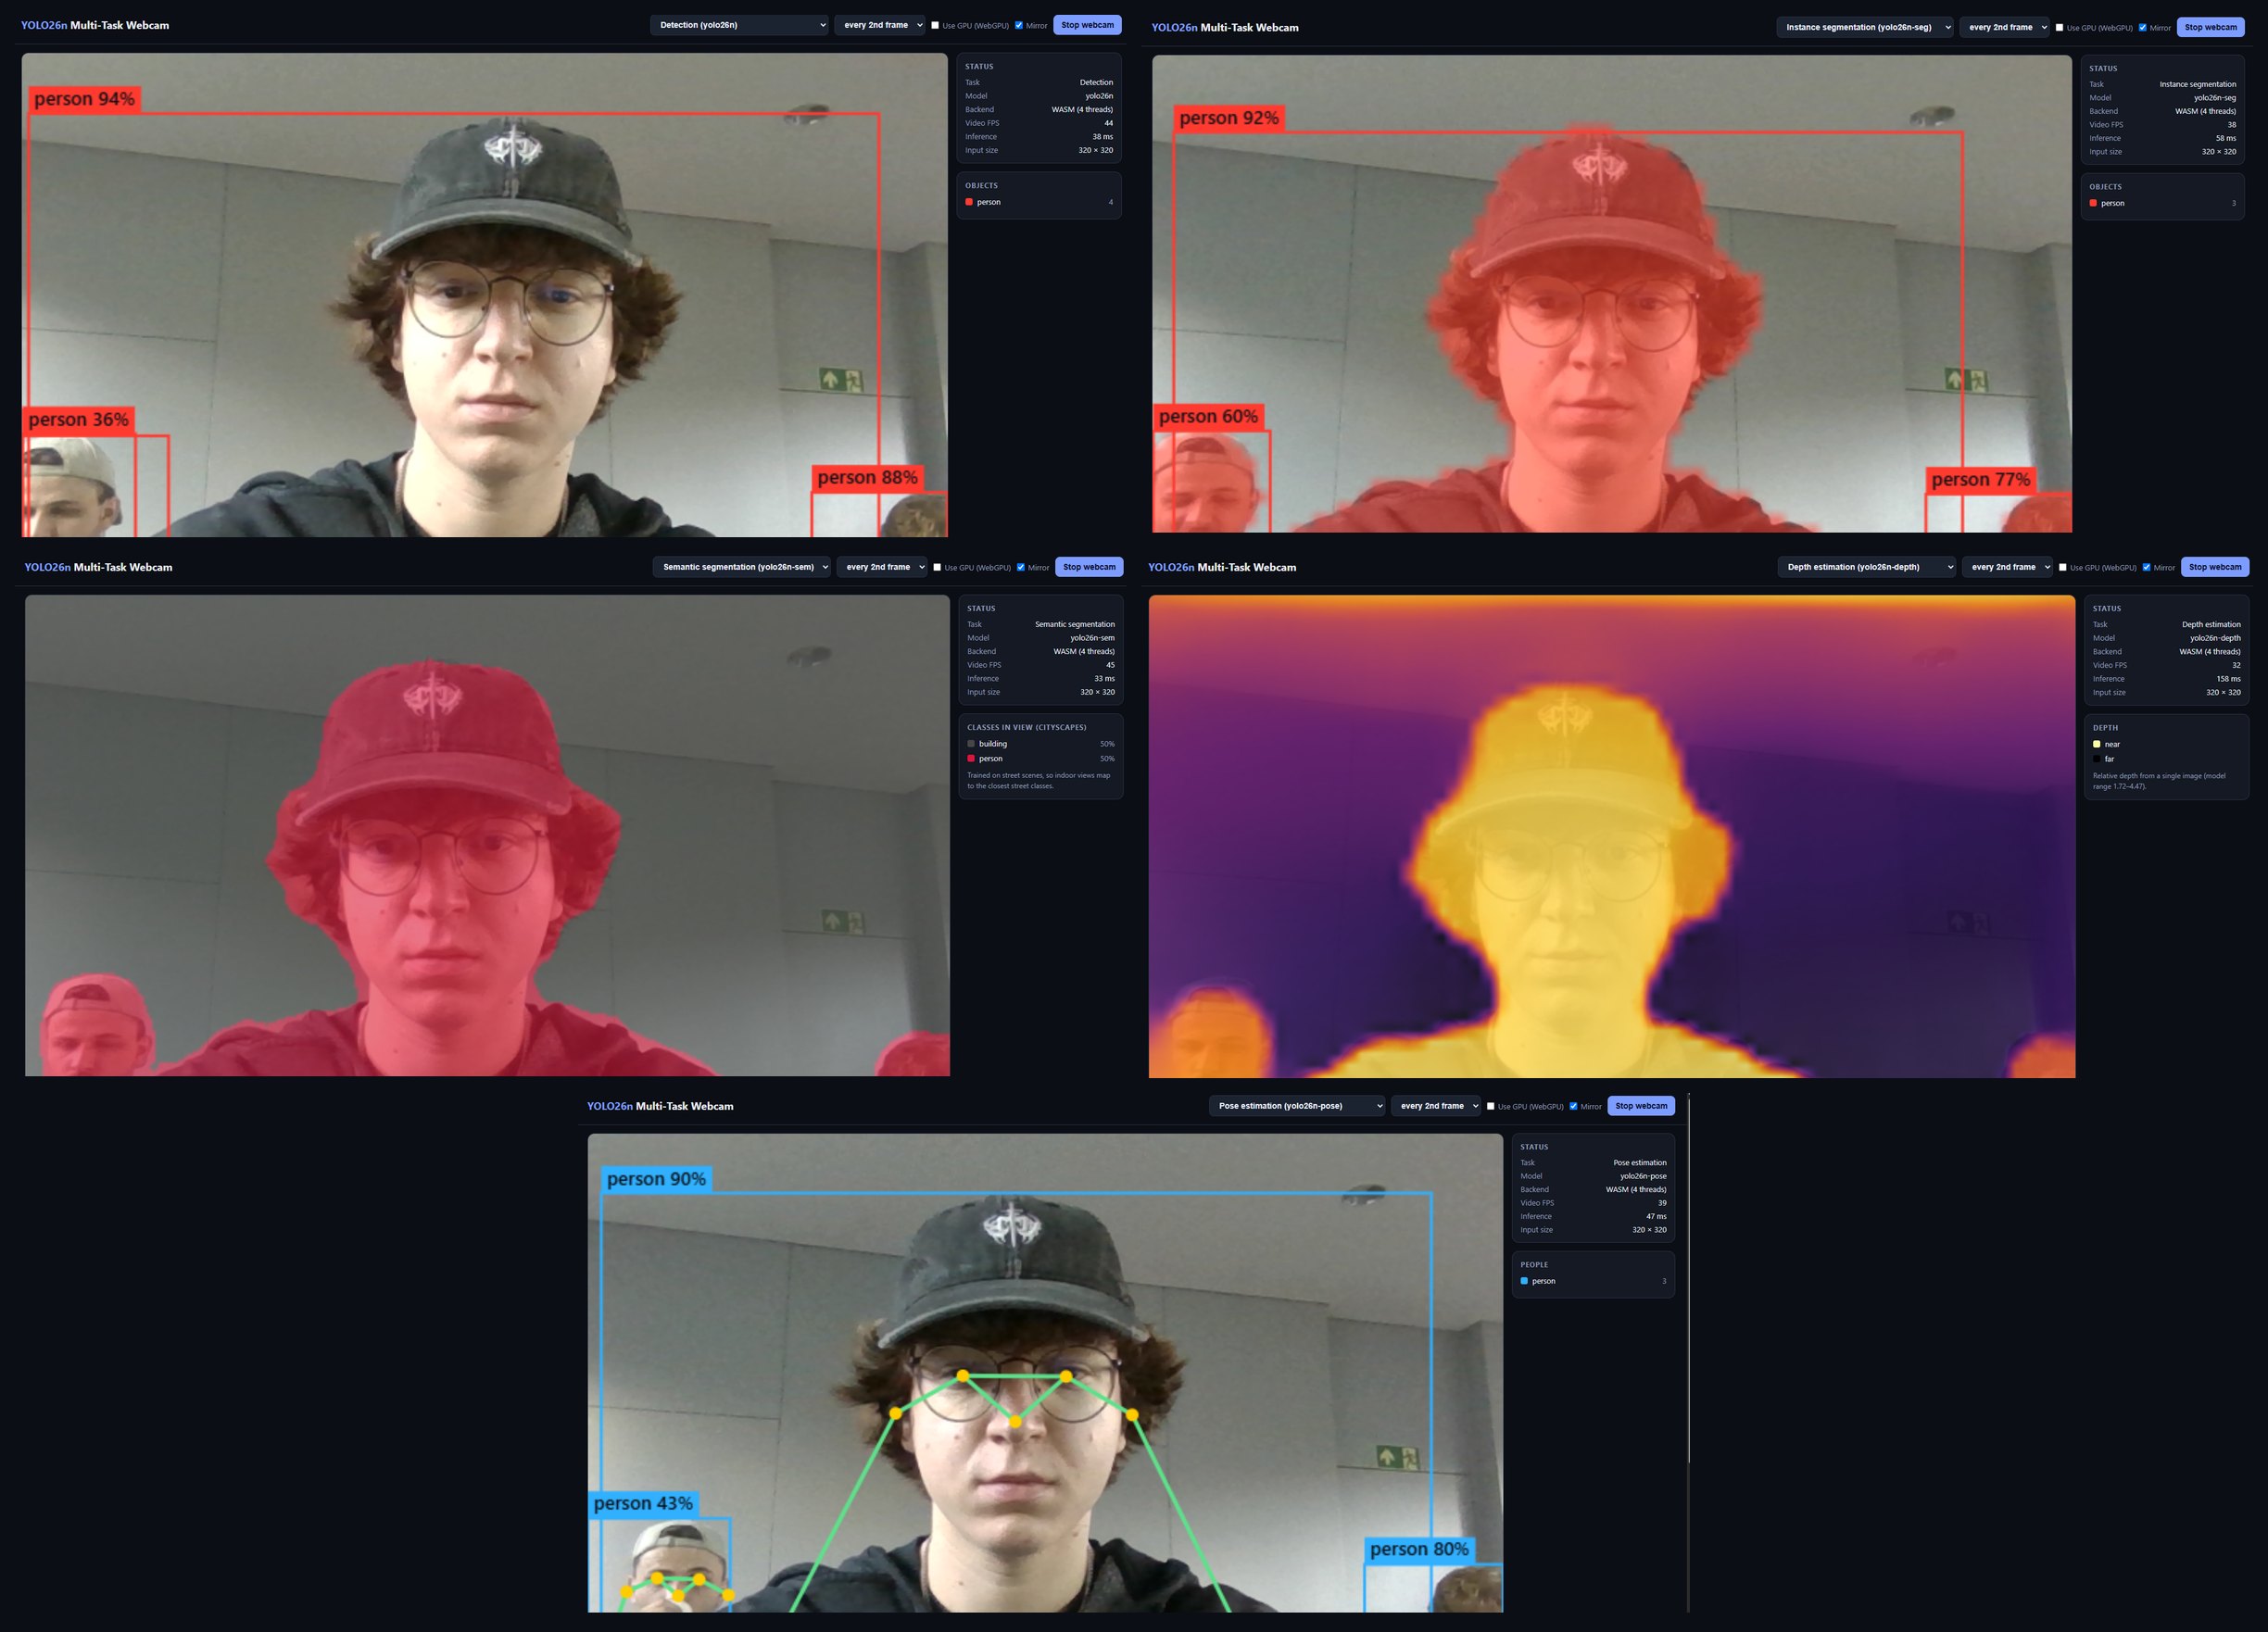 YOLO26n Multi-Task Webcam
Detection (yolo26n) every 2nd frame Use GPU (WebGPU) Mirror Stop webcam
person 94%
person 36%
person 88%
STATUS
Task Detection
Model yolo26n
Backend WASM (4 threads)
Video FPS 44
Inference 38 ms
Input size 320 × 320
OBJECTS
person 4
YOLO26n Multi-Task Webcam
Instance segmentation (yolo26n-seg) every 2nd frame Use GPU (WebGPU) Mirror Stop webcam
person 92%
person 60%
person 77%
STATUS
Task Instance segmentation
Model yolo26n-seg
Backend WASM (4 threads)
Video FPS 38
Inference 58 ms
Input size 320 × 320
OBJECTS
person 3
YOLO26n Multi-Task Webcam
Semantic segmentation (yolo26n-sem) every 2nd frame Use GPU (WebGPU) Mirror Stop webcam
STATUS
Task Semantic segmentation
Model yolo26n-sem
Backend WASM (4 threads)
Video FPS 45
Inference 33 ms
Input size 320 × 320
CLASSES IN VIEW (CITYSCAPES)
building 50%
person 50%
Trained on street scenes, so indoor views map
to the closest street classes.
YOLO26n Multi-Task Webcam
Depth estimation (yolo26n-depth) every 2nd frame Use GPU (WebGPU) Mirror Stop webcam
STATUS
Task Depth estimation
Model yolo26n-depth
Backend WASM (4 threads)
Video FPS 32
Inference 158 ms
Input size 320 × 320
DEPTH
near
far
Relative depth from a single image (model
range 1.72–4.47).
YOLO26n Multi-Task Webcam
Pose estimation (yolo26n-pose) every 2nd frame Use GPU (WebGPU) Mirror Stop webcam
person 90%
person 43%
person 80%
STATUS
Task Pose estimation
Model yolo26n-pose
Backend WASM (4 threads)
Video FPS 39
Inference 47 ms
Input size 320 × 320
PEOPLE
person 3